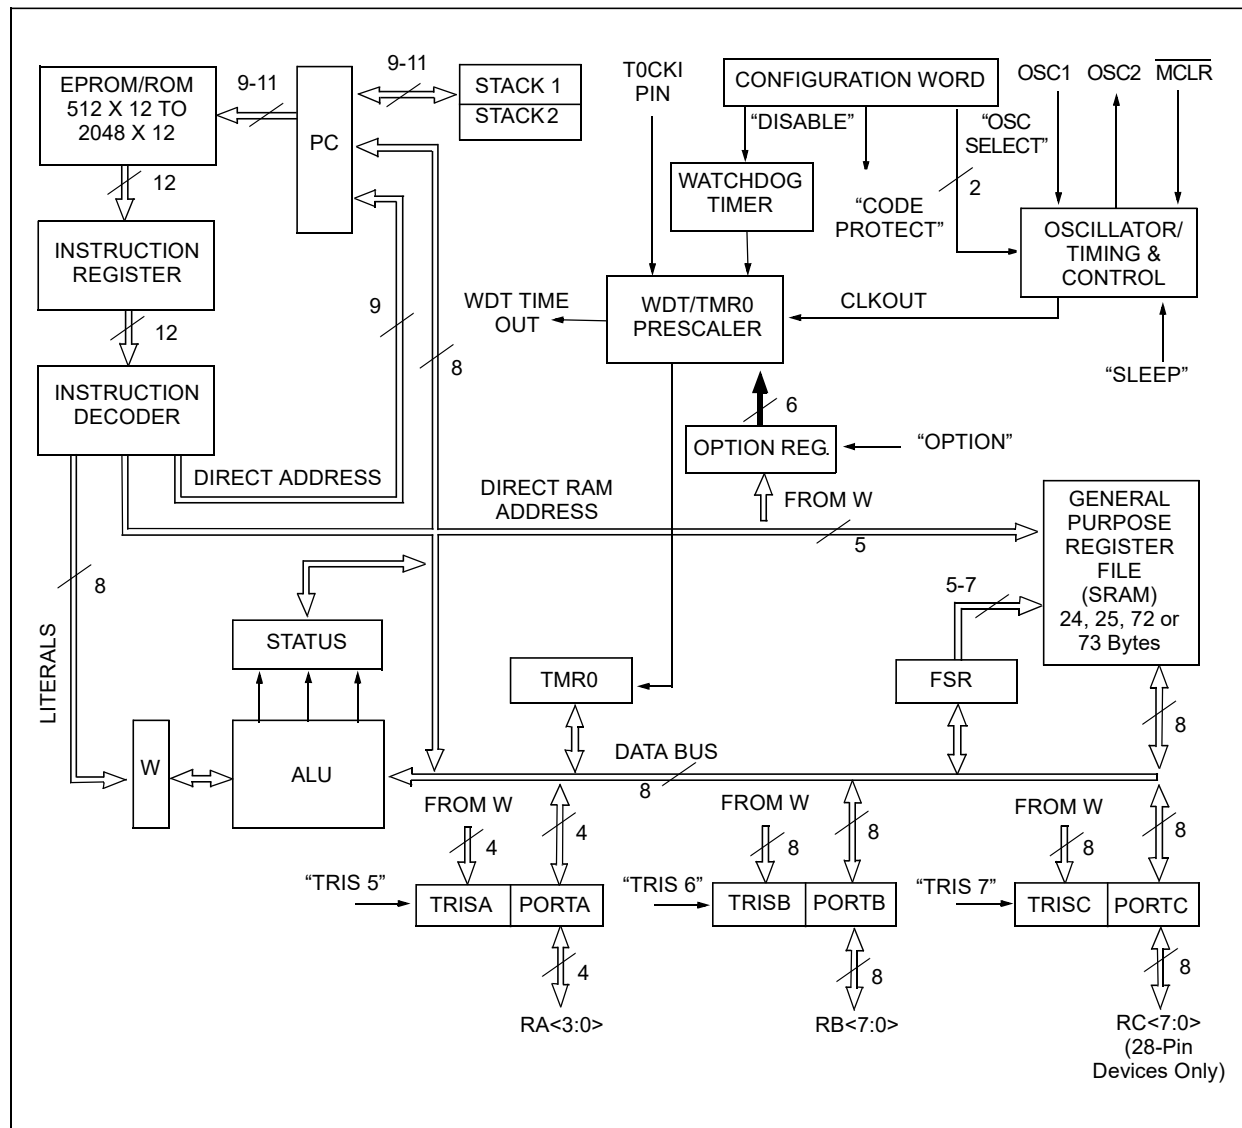 EPROM/ROM
512 X 12 TO
2048 X 12
9-11
PC
9-11
STACK 1
STACK 2
T0CKI
PIN
CONFIGURATION WORD
OSC1
OSC2
MCLR
“DISABLE”
“OSC
SELECT”
2
“CODE
PROTECT”
WATCHDOG
TIMER
OSCILLATOR/
TIMING &
CONTROL
12
INSTRUCTION
REGISTER
9
8
WDT TIME
OUT
WDT/TMR0
PRESCALER
CLKOUT
“SLEEP”
12
INSTRUCTION
DECODER
6
OPTION REG.
“OPTION”
FROM W
DIRECT ADDRESS
DIRECT RAM
ADDRESS
5
GENERAL
PURPOSE
REGISTER
FILE
(SRAM)
24, 25, 72 or
73 Bytes
8
LITERALS
STATUS
5-7
FSR
TMR0
8
W
ALU
DATA BUS
8
FROM W
4
4
FROM W
8
8
FROM W
8
8
“TRIS 5”
TRISA
PORTA
“TRIS 6”
TRISB
PORTB
“TRIS 7”
TRISC
PORTC
4
8
8
RA<3:0>
RB<7:0>
RC<7:0>
(28-Pin
Devices Only)